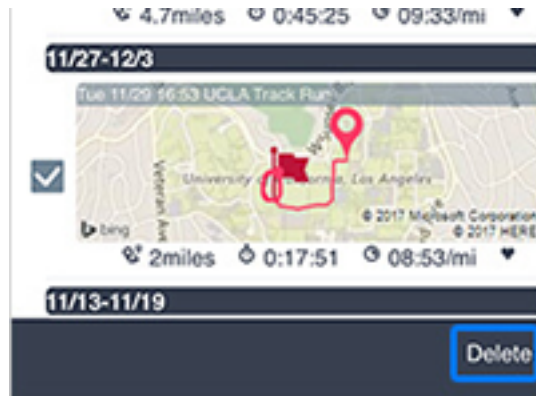 4.7miles 0:45:25 09:33/mi
11/27-12/3
Tue 11/29 16:53 UCLA Track Run
Veteran Ave
University of California, Los Angeles
© 2017 Microsoft Corporation
bing © 2017 HERE
2miles 0:17:51 08:53/mi
11/13-11/19
Delete